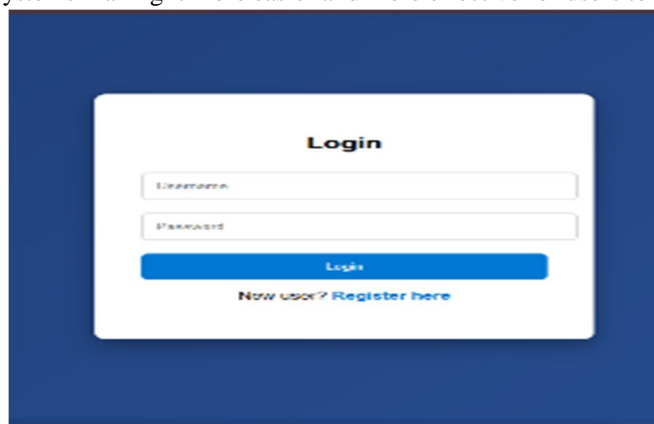 Login
Username
Password
Login
New user? Register here